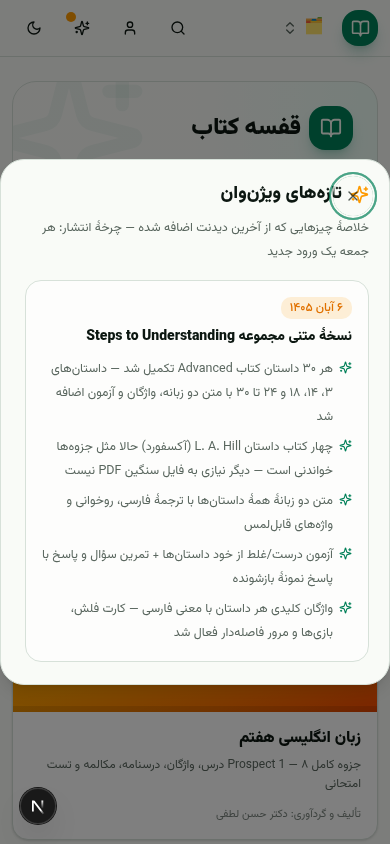 قفسه کتاب
تازه‌های ویژن‌وان
خلاصهٔ چیزهایی که از آخرین دیدنت اضافه شده — چرخهٔ انتشار: هر
جمعه یک ورود جدید
۶ آبان ۱۴۰۵
نسخهٔ متنی مجموعه Steps to Understanding
هر ۳۰ داستان کتاب Advanced تکمیل شد — داستان‌های
۳، ۱۴، ۱۸ و ۲۴ تا ۳۰ با متن دو زبانه، واژگان و آزمون اضافه
شد
چهار کتاب داستان L. A. Hill (آکسفورد) حالا مثل جزوه‌ها
خواندنی است — دیگر نیازی به فایل سنگین PDF نیست
متن دو زبانهٔ همهٔ داستان‌ها با ترجمهٔ فارسی، روخوانی و
واژه‌های قابل‌لمس
آزمون درست/غلط از خود داستان‌ها + تمرین سؤال و پاسخ با
پاسخ نمونهٔ بازشونده
واژگان کلیدی هر داستان با معنی فارسی — کارت فلش،
بازی‌ها و مرور فاصله‌دار فعال شد
زبان انگلیسی هفتم
جزوه کامل Prospect 1 — ۸ درس، واژگان، درسنامه، مکالمه و تست
امتحانی
تألیف و گردآوری: دکتر حسن لطفی
N